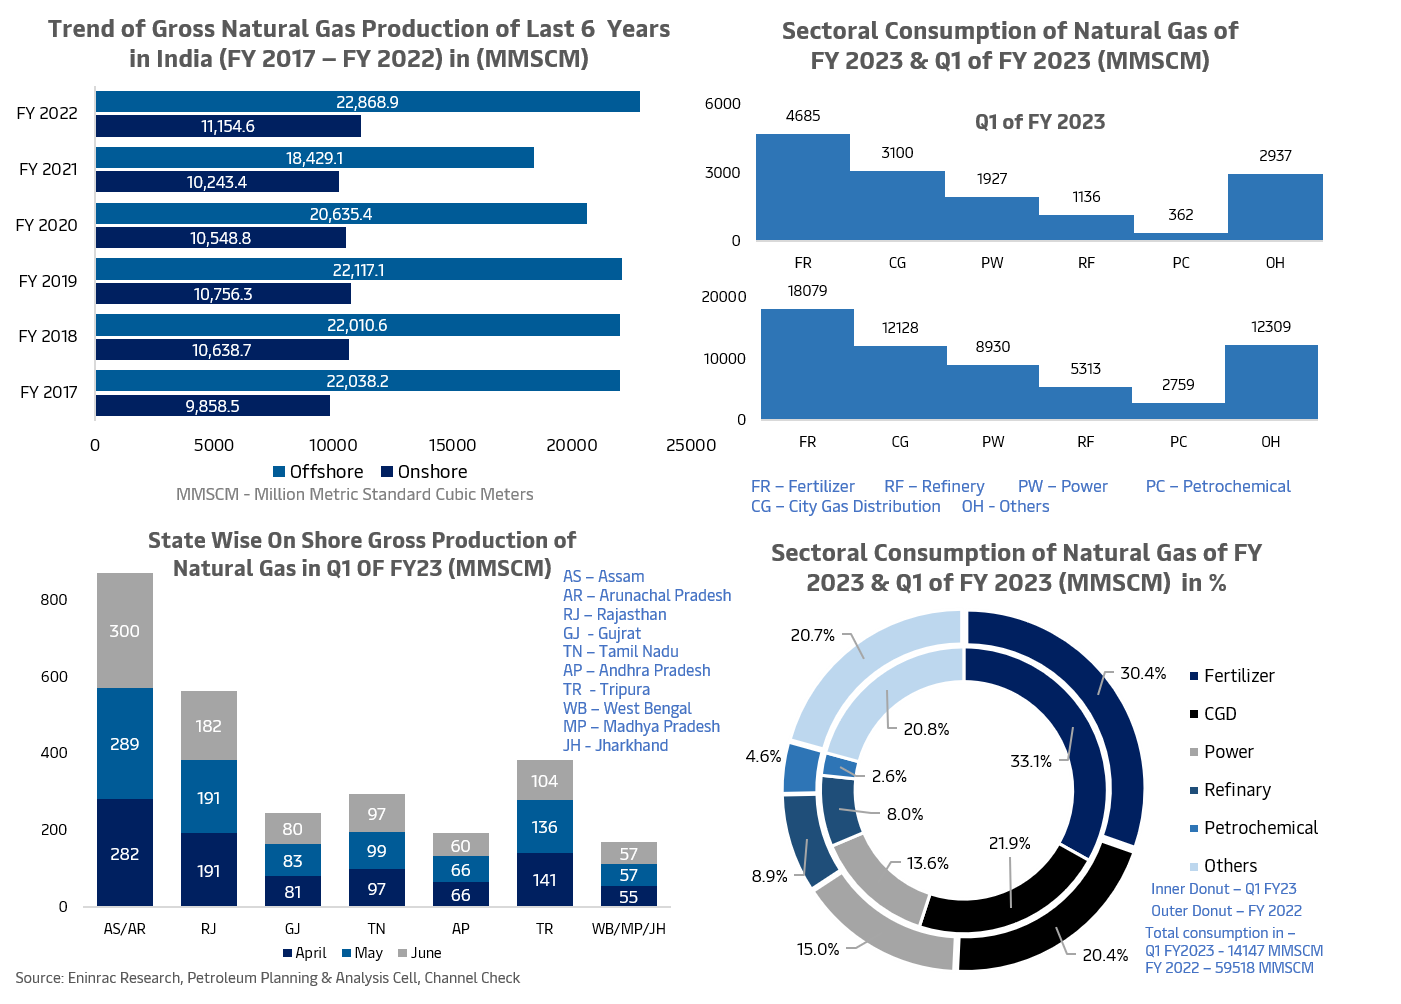 Trend of Gross Natural Gas Production of Last 6 Years
in India (FY 2017 – FY 2022) in (MMSCM)
FY 2022
22,868.9
11,154.6
FY 2021
18,429.1
10,243.4
FY 2020
20,635.4
10,548.8
FY 2019
22,117.1
10,756.3
FY 2018
22,010.6
10,638.7
FY 2017
22,038.2
9,858.5
0 5000 10000 15000 20000 25000
Offshore Onshore
MMSCM - Million Metric Standard Cubic Meters
Sectoral Consumption of Natural Gas of
FY 2023 & Q1 of FY 2023 (MMSCM)
Q1 of FY 2023
6000
3000
0
4685 3100 1927 1136 362 2937
FR CG PW RF PC OH
20000
10000
0
18079 12128 8930 5313 2759 12309
FR CG PW RF PC OH
FR – Fertilizer RF – Refinery PW – Power PC – Petrochemical
CG – City Gas Distribution OH - Others
State Wise On Shore Gross Production of
Natural Gas in Q1 OF FY23 (MMSCM)
AS – Assam
AR – Arunachal Pradesh
RJ – Rajasthan
GJ - Gujrat
TN – Tamil Nadu
AP – Andhra Pradesh
TR - Tripura
WB – West Bengal
MP – Madhya Pradesh
JH - Jharkhand
800
600
400
200
0
300 289 282
182 191 191
80 83 81
97 99 97
60 66 66
104 136 141
57 57 55
AS/AR RJ GJ TN AP TR WB/MP/JH
April May June
Source: Eninrac Research, Petroleum Planning & Analysis Cell, Channel Check
Sectoral Consumption of Natural Gas of FY
2023 & Q1 of FY 2023 (MMSCM) in %
20.7%
30.4%
20.8%
33.1%
4.6%
2.6%
8.0%
21.9%
13.6%
8.9%
15.0%
20.4%
Fertilizer
CGD
Power
Refinary
Petrochemical
Others
Inner Donut – Q1 FY23
Outer Donut – FY 2022
Total consumption in –
Q1 FY2023 - 14147 MMSCM
FY 2022 – 59518 MMSCM